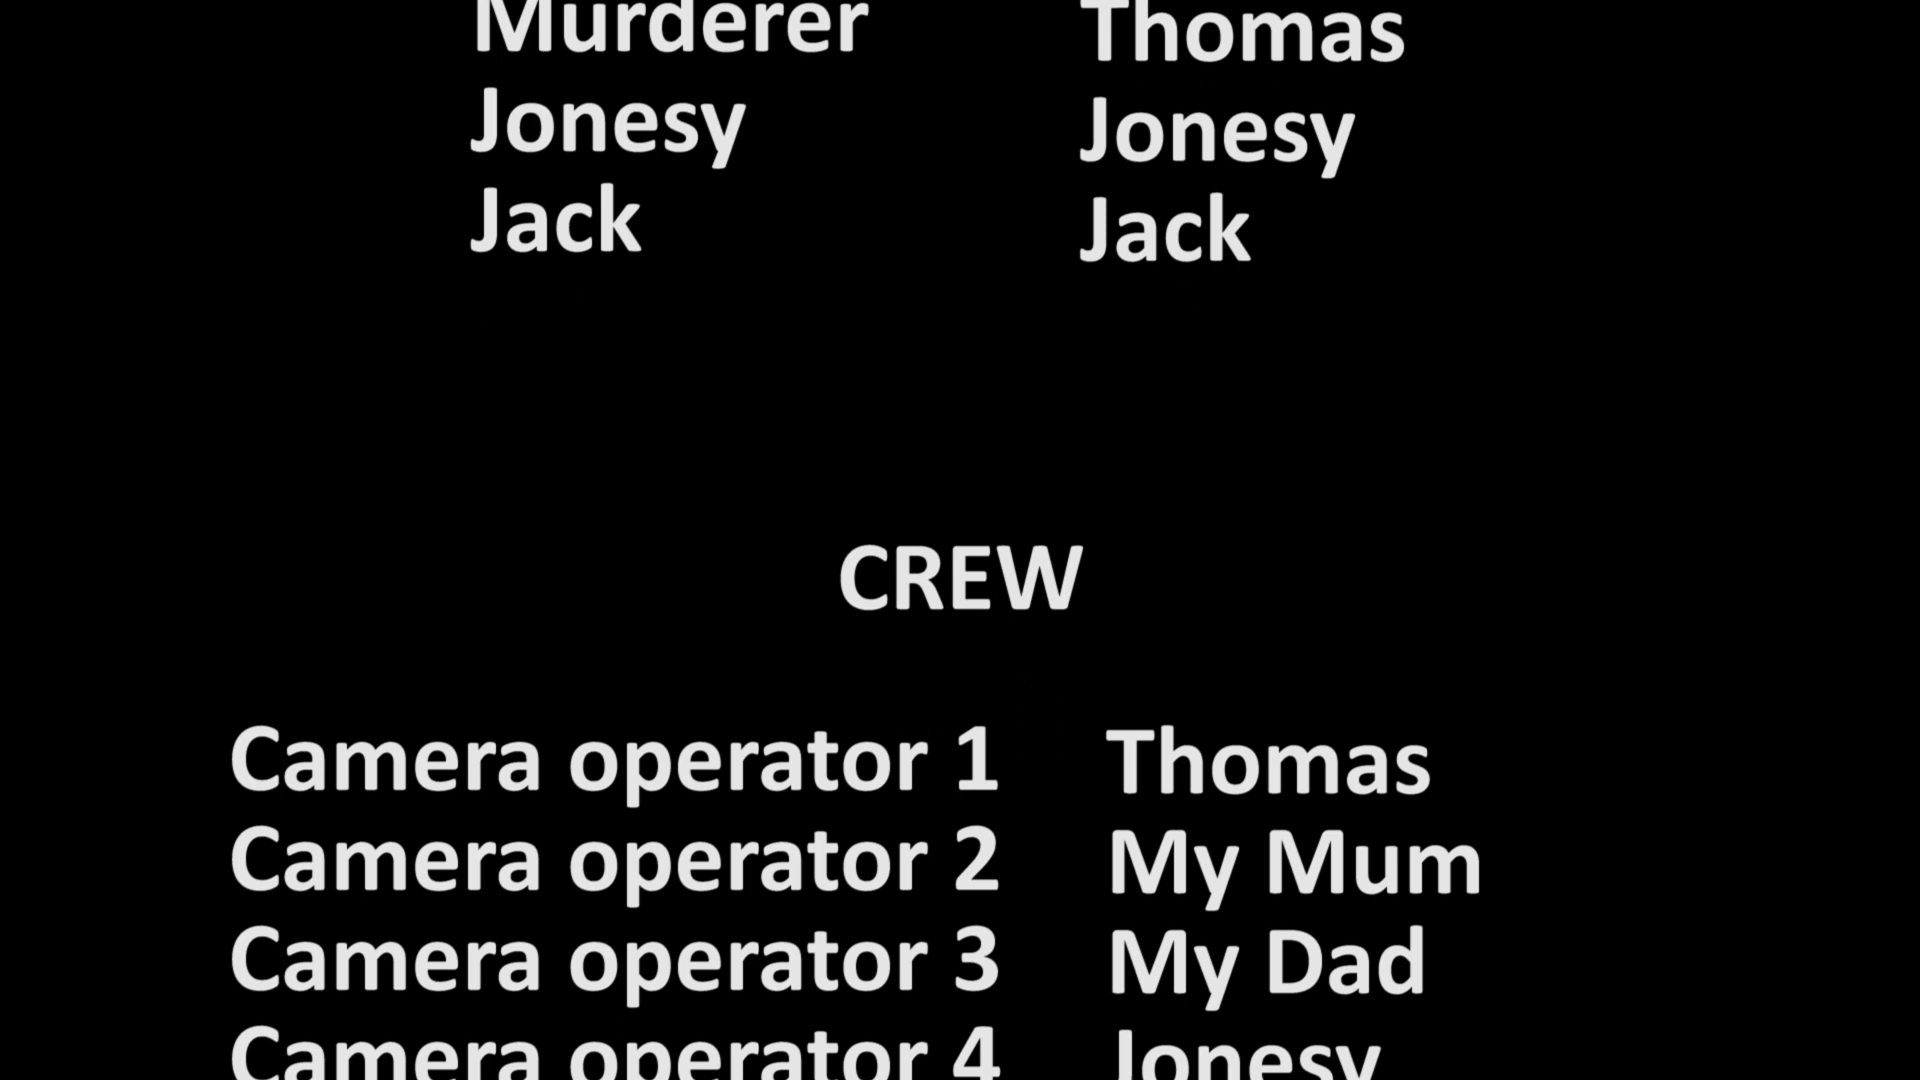 Murderer Thomas
Jonesy Jonesy
Jack Jack
CREW
Camera operator 1 Thomas
Camera operator 2 My Mum
Camera operator 3 My Dad
Camera operator 4 Jonesy